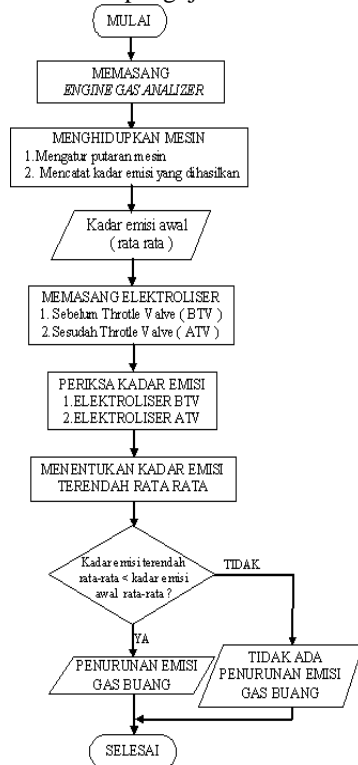 MULAI
MEMASANG
ENGINE GAS ANALIZER
MENGHIDUPKAN MESIN
1.Mengatur putaran mesin
2. Mencatat kadar emisi yang dihasilkan
Kadar emisi awal
( rata rata )
MEMASANG ELEKTROLISER
1. Sebelum Throtle Valve ( BTV )
2.Sesudah Throtle Valve ( ATV )
PERIKSA KADAR EMISI
1.ELEKTROLISER BTV
2.ELEKTROLISER ATV
MENENTUKAN KADAR EMISI
TERENDAH RATA RATA
Kadar emisi terendah
rata-rata < kadar emisi
awal rata-rata ?
TIDAK
YA
PENURUNAN EMISI
GAS BUANG
TIDAK ADA
PENURUNAN EMISI
GAS BUANG
SELESAI